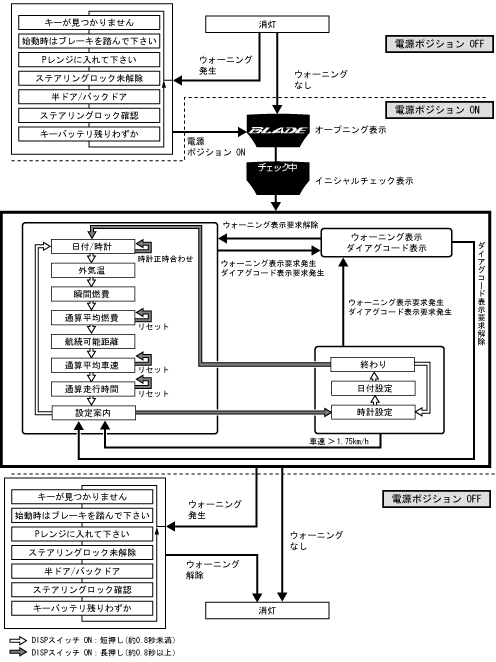 キーが見つかりません
始動時はブレーキを踏んで下さい
Pレンジに入れて下さい
ステアリングロック未解除
半ドア/バックドア
ステアリングロック確認
キーバッテリ残りわずか
消灯
ウォーニング
発生
ウォーニング
なし
電源ポジション OFF
電源ポジション ON
電源
ポジション ON
BLADE
オープニング表示
チェック中
イニシャルチェック表示
日付/時計
外気温
瞬間燃費
通算平均燃費
航続可能距離
通算平均車速
通算走行時間
設定案内
時計正時合わせ
リセット
リセット
リセット
ウォーニング表示要求解除
ウォーニング表示要求発生
ダイアグコード表示要求発生
ウォーニング表示
ダイアグコード表示
ダイアグコード表示要求解除
ウォーニング表示要求発生
ダイアグコード表示要求発生
終わり
日付設定
時計設定
車速 > 1.75km/h
キーが見つかりません
始動時はブレーキを踏んで下さい
Pレンジに入れて下さい
ステアリングロック未解除
半ドア/バックドア
ステアリングロック確認
キーバッテリ残りわずか
ウォーニング
発生
ウォーニング
解除
ウォーニング
なし
消灯
電源ポジション OFF
DISPスイッチ ON：短押し(約0.8秒未満)
DISPスイッチ ON：長押し(約0.8秒以上)